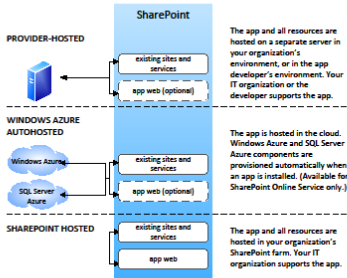 SharePoint
PROVIDER-HOSTED
existing sites and
services
app web (optional)
The app and all resources are
hosted on a separate server in
your organization's
environment, or in the app
developer's environment. Your
IT organization or the
developer supports the app.
WINDOWS AZURE
AUTOHOSTED
Windows Azure
SQL Server
Azure
existing sites and
services
app web (optional)
The app is hosted in the cloud.
Windows Azure and SQL Server
Azure components are
provisioned automatically when
an app is installed. (Available for
SharePoint Online Service only.)
SHAREPOINT HOSTED
existing sites and
services
app web
The app and all resources are
hosted in your organization's
SharePoint farm. Your IT
organization supports the app.